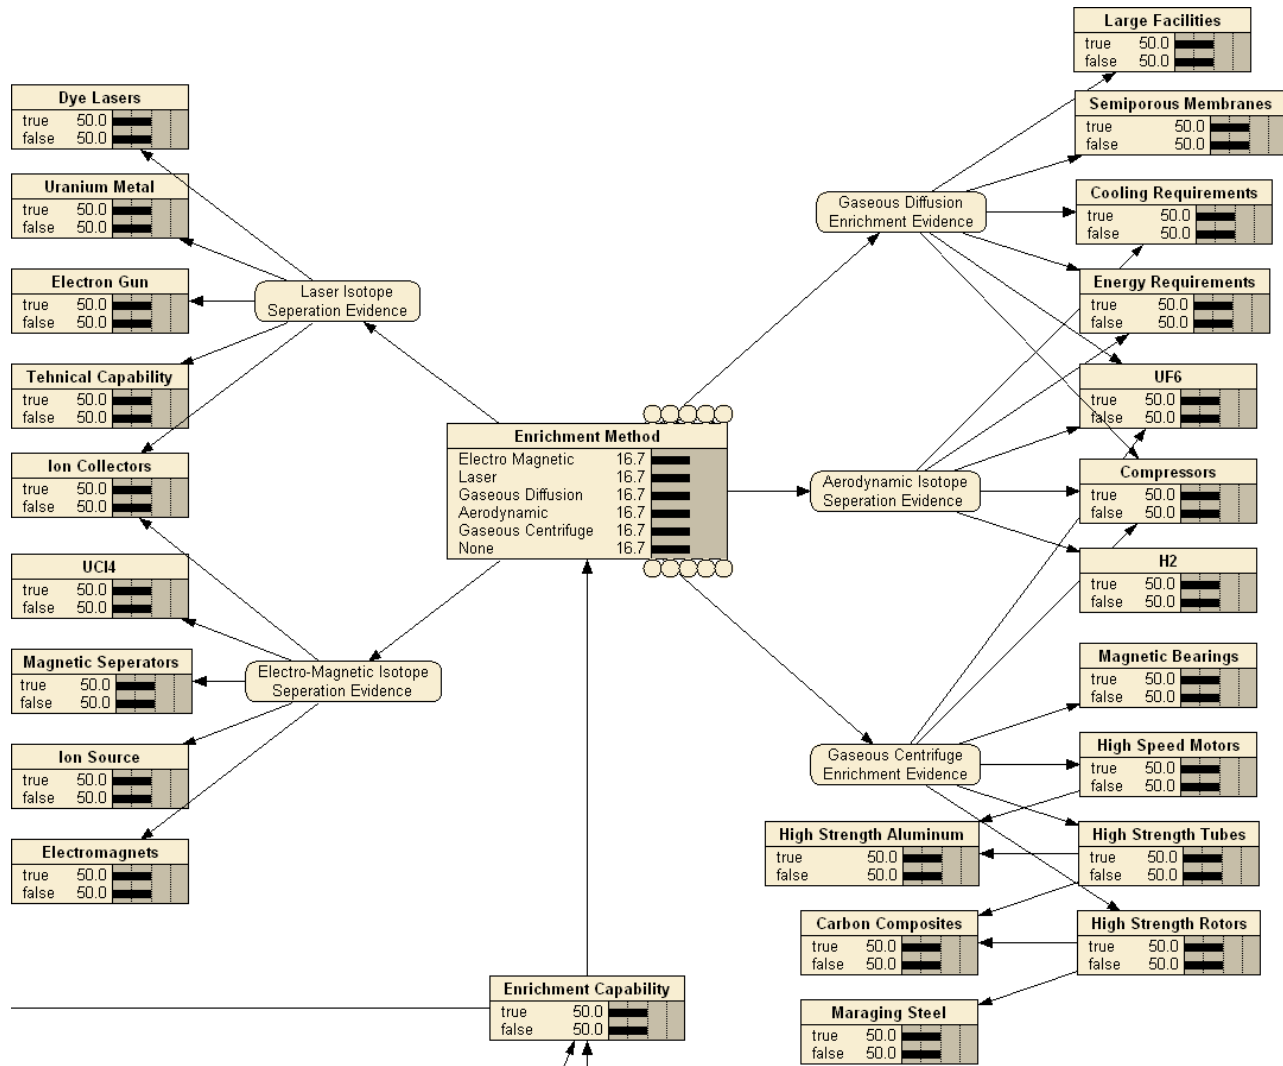 Large Facilities
true 50.0
false 50.0
Dye Lasers
true 50.0
false 50.0
Semiporous Membranes
true 50.0
false 50.0
Uranium Metal
true 50.0
false 50.0
Gaseous Diffusion
Enrichment Evidence
Cooling Requirements
true 50.0
false 50.0
Electron Gun
true 50.0
false 50.0
Laser Isotope
Seperation Evidence
Energy Requirements
true 50.0
false 50.0
Tehnical Capability
true 50.0
false 50.0
UF6
true 50.0
false 50.0
Enrichment Method
Electro Magnetic 16.7
Laser 16.7
Gaseous Diffusion 16.7
Aerodynamic 16.7
Gaseous Centrifuge 16.7
None 16.7
Ion Collectors
true 50.0
false 50.0
Aerodynamic Isotope
Seperation Evidence
Compressors
true 50.0
false 50.0
UCl4
true 50.0
false 50.0
H2
true 50.0
false 50.0
Magnetic Seperators
true 50.0
false 50.0
Electro-Magnetic Isotope
Seperation Evidence
Magnetic Bearings
true 50.0
false 50.0
Ion Source
true 50.0
false 50.0
Gaseous Centrifuge
Enrichment Evidence
High Speed Motors
true 50.0
false 50.0
Electromagnets
true 50.0
false 50.0
High Strength Aluminum
true 50.0
false 50.0
High Strength Tubes
true 50.0
false 50.0
Carbon Composites
true 50.0
false 50.0
High Strength Rotors
true 50.0
false 50.0
Enrichment Capability
true 50.0
false 50.0
Maraging Steel
true 50.0
false 50.0